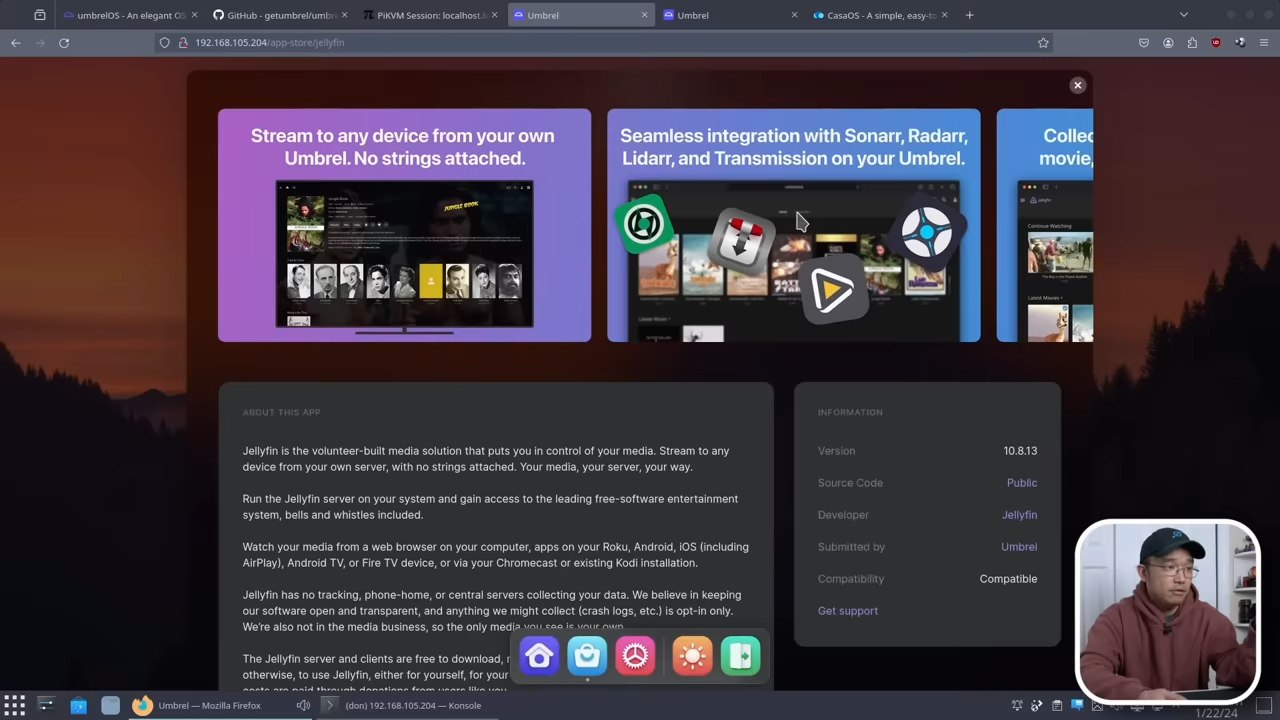 umbrelOS - An elegant OS
GitHub - getumbrel/umbre
PiKVM Session: localhost.l
Umbrel
Umbrel
CasaOS - A simple, easy-to
192.168.105.204/app-store/jellyfin
Stream to any device from your own
Umbrel. No strings attached.
Seamless integration with Sonarr, Radarr,
Lidarr, and Transmission on your Umbrel.
Collec
movie,
JUNGLE BOOK
ABOUT THIS APP
Jellyfin is the volunteer-built media solution that puts you in control of your media. Stream to any
device from your own server, with no strings attached. Your media, your server, your way.
Run the Jellyfin server on your system and gain access to the leading free-software entertainment
system, bells and whistles included.
Watch your media from a web browser on your computer, apps on your Roku, Android, iOS (including
AirPlay), Android TV, or Fire TV device, or via your Chromecast or existing Kodi installation.
Jellyfin has no tracking, phone-home, or central servers collecting your data. We believe in keeping
our software open and transparent, and anything we might collect (crash logs, etc.) is opt-in only.
We're also not in the media business, so the only media you see is your own.
The Jellyfin server and clients are free to download,
otherwise, to use Jellyfin, either for yourself, for your
costs are paid through donations from users like you
INFORMATION
Version 10.8.13
Source Code Public
Developer Jellyfin
Submitted by Umbrel
Compatibility Compatible
Get support
Umbrel — Mozilla Firefox
(don) 192.168.105.204 — Konsole
1/22/24